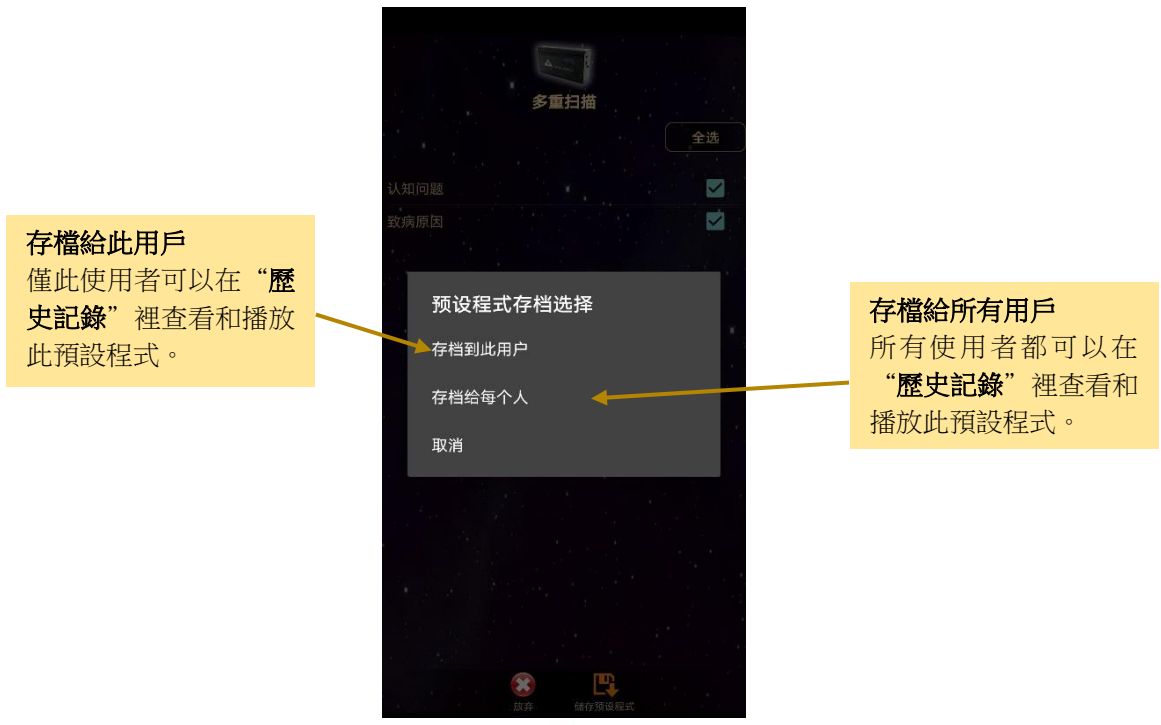 多重扫描
全选
认知问题
致病原因
存檔給此用戶
僅此使用者可以在“歷
史記錄”裡查看和播放
此預設程式。
预设程式存档选择
存档到此用户
存档给每个人
取消
存檔給所有用戶
所有使用者都可以在
“歷史記錄”裡查看和
播放此預設程式。
放弃
储存预设程式